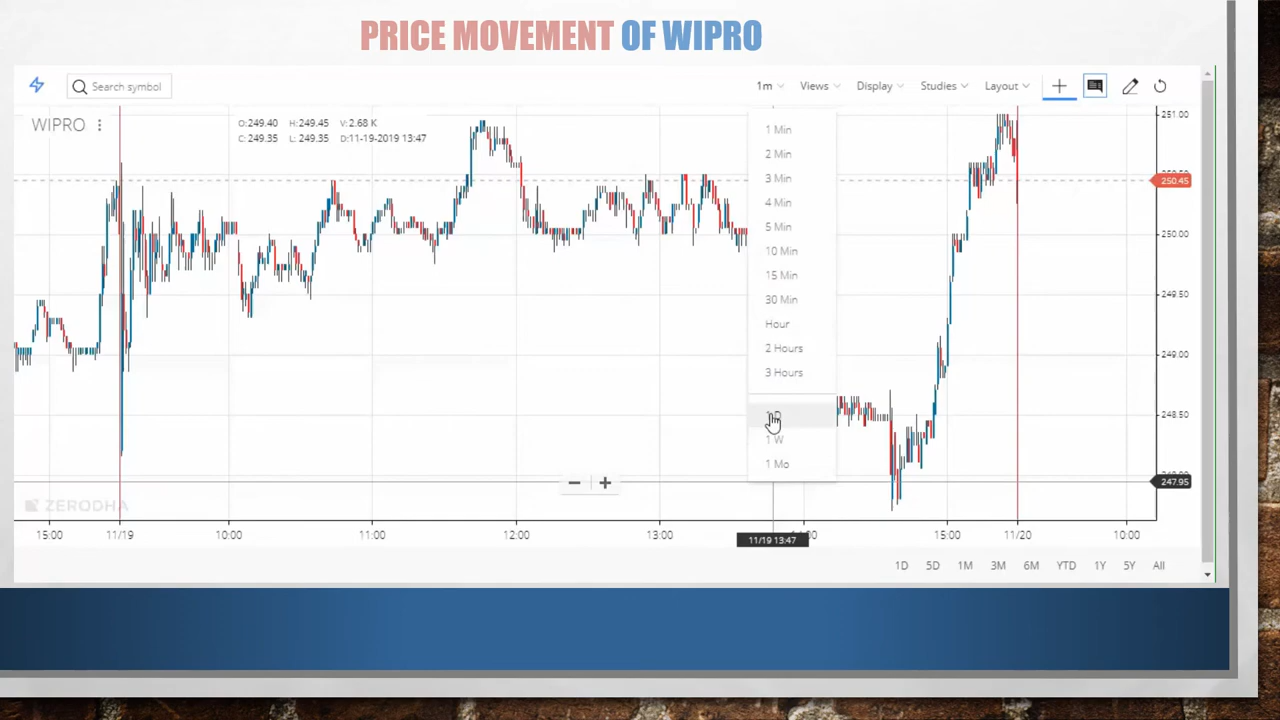 PRICE MOVEMENT OF WIPRO
Search symbol
1m Views Display Studies Layout
WIPRO
O:249.40 H:249.45 V:2.68 K
C:249.35 L:249.35 D:11-19-2019 13:47
1 Min
2 Min
3 Min
4 Min
5 Min
10 Min
15 Min
30 Min
Hour
2 Hours
3 Hours
1 W
1 Mo
251.00
250.45
250.00
249.50
249.00
248.50
247.95
ZERODHA
15:00 11/19 10:00 11:00 12:00 13:00 15:00 11/20 10:00
11/19 13:47
1D 5D 1M 3M 6M YTD 1Y 5Y All